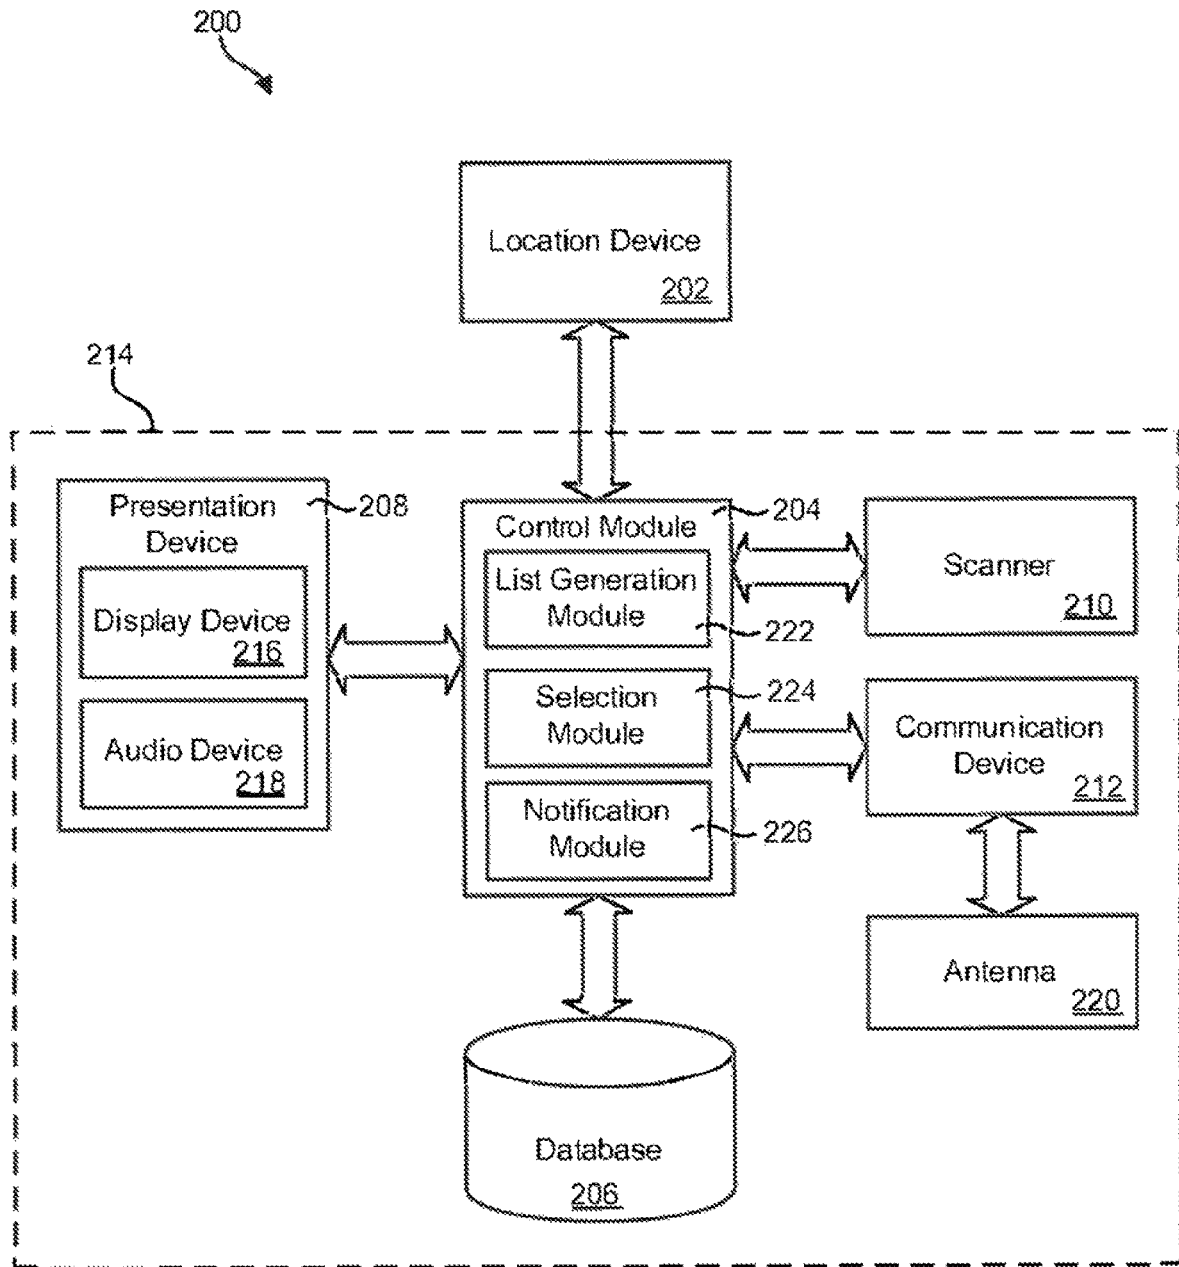 200
Location Device
202
214
Presentation
Device
208
Display Device
216
Audio Device
218
Control Module
204
List Generation
Module
222
Selection
Module
224
Notification
Module
226
Scanner
210
Communication
Device
212
Antenna
220
Database
206